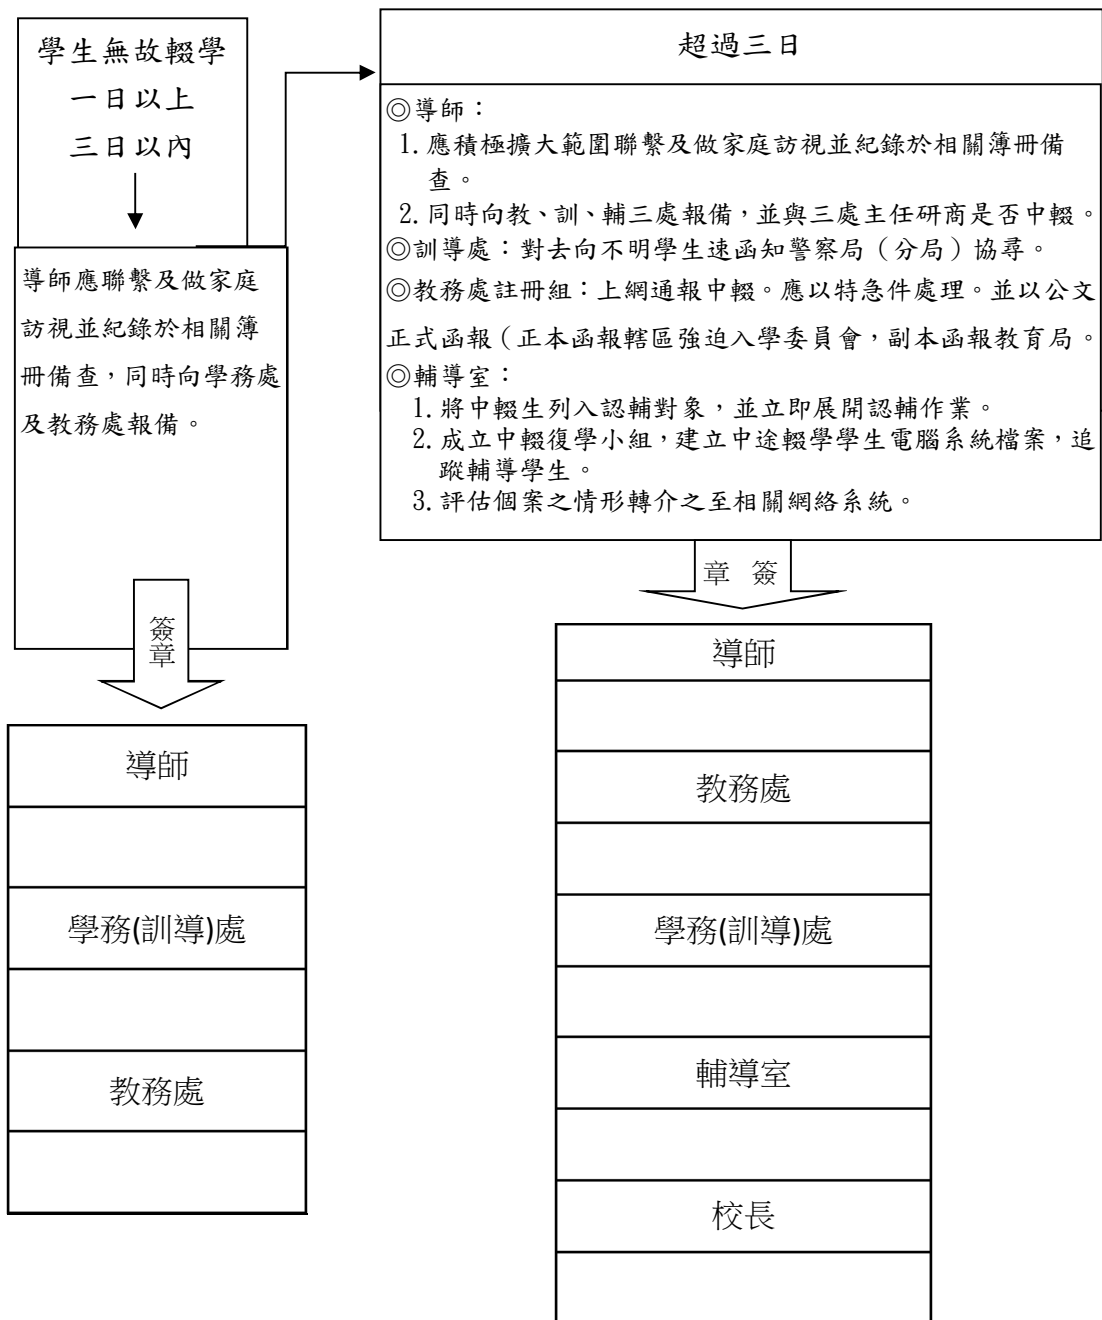 學生無故輟學
一日以上
三日以內
導師應聯繫及做家庭
訪視並紀錄於相關簿
冊備查，同時向學務處
及教務處報備。
簽章
導師
學務(訓導)處
教務處
超過三日
◎導師：
1.應積極擴大範圍聯繫及做家庭訪視並紀錄於相關簿冊備
查。
2.同時向教、訓、輔三處報備，並與三處主任研商是否中輟。
◎訓導處：對去向不明學生速函知警察局（分局）協尋。
◎教務處註冊組：上網通報中輟。應以特急件處理。並以公文
正式函報（正本函報轄區強迫入學委員會，副本函報教育局。
◎輔導室：
1.將中輟生列入認輔對象，並立即展開認輔作業。
2.成立中輟復學小組，建立中途輟學學生電腦系統檔案，追
蹤輔導學生。
3.評估個案之情形轉介之至相關網絡系統。
章 簽
導師
教務處
學務(訓導)處
輔導室
校長